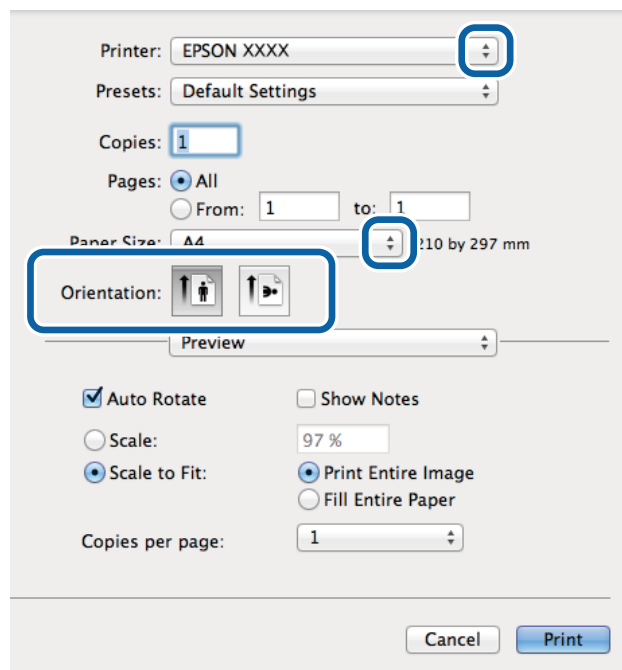 Printer: EPSON XXXX
Presets: Default Settings
Copies: 1
Pages: All
From: 1 to: 1
Paper Size: A4 210 by 297 mm
Orientation:
Preview
Auto Rotate Show Notes
Scale: 97 %
Scale to Fit: Print Entire Image
Fill Entire Paper
Copies per page: 1
Cancel Print